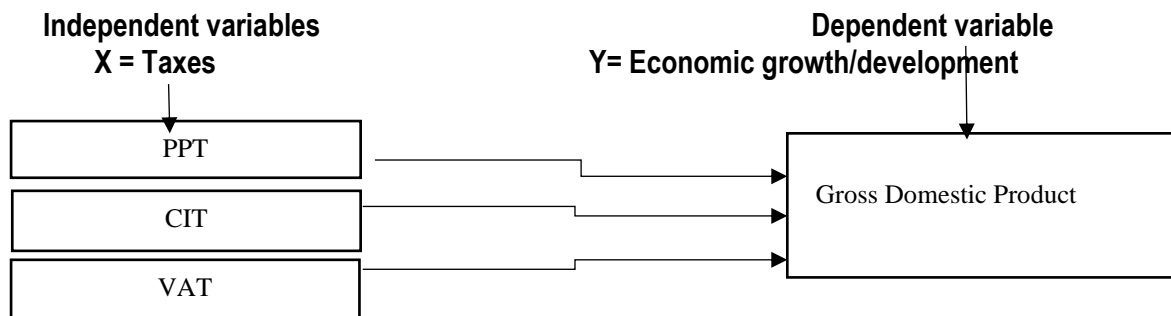 Independent variables
X = Taxes
Dependent variable
Y= Economic growth/development
PPT
CIT
VAT
Gross Domestic Product